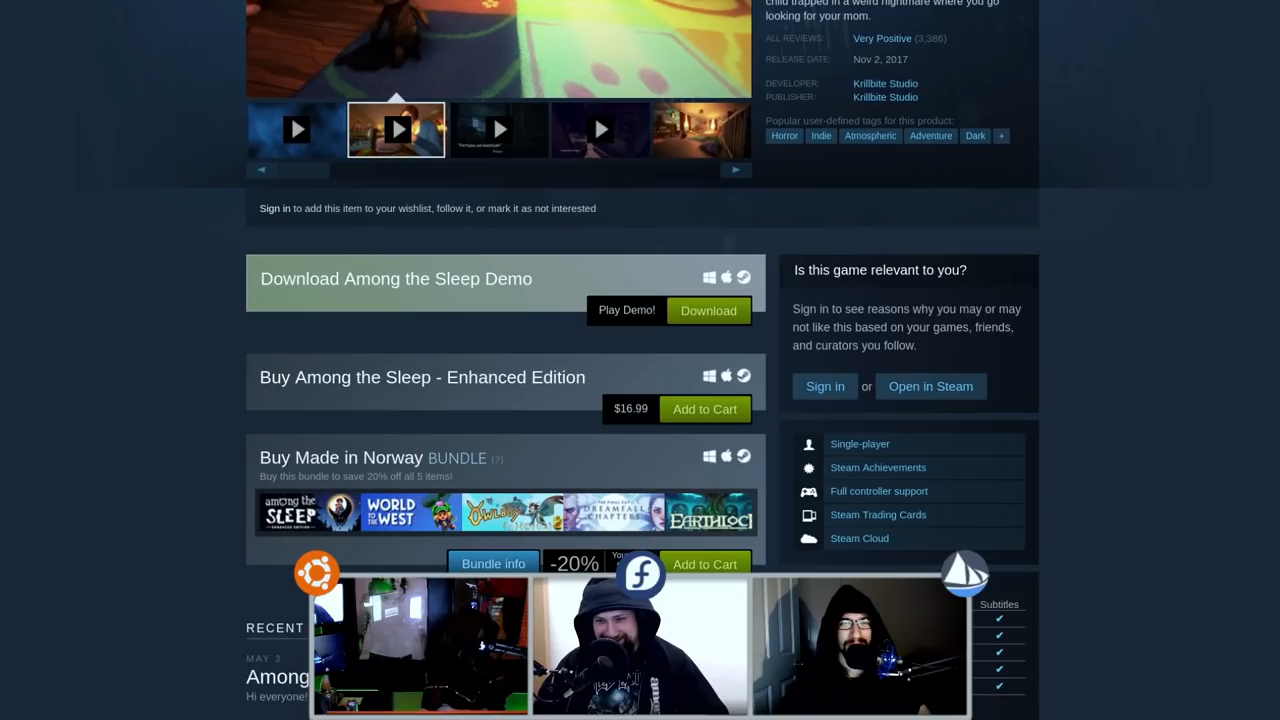 child trapped in a weird nightmare where you go
looking for your mom.
ALL REVIEWS: Very Positive (3,386)
RELEASE DATE: Nov 2, 2017
DEVELOPER: Krillbite Studio
PUBLISHER: Krillbite Studio
Popular user-defined tags for this product:
Horror Indie Atmospheric Adventure Dark +
Sign in to add this item to your wishlist, follow it, or mark it as not interested
Download Among the Sleep Demo
Play Demo! Download
Buy Among the Sleep - Enhanced Edition
$16.99 Add to Cart
Buy Made in Norway BUNDLE (?)
Buy this bundle to save 20% off all 5 items!
among the SLEEP ENHANCED EDITION
WORLD TO THE WEST
OWLBOY
THE FINAL CUT DREAMFALL CHAPTERS
EARTHLOCK
Bundle info -20% Your Add to Cart
Is this game relevant to you?
Sign in to see reasons why you may or may
not like this based on your games, friends,
and curators you follow.
Sign in or Open in Steam
Single-player
Steam Achievements
Full controller support
Steam Trading Cards
Steam Cloud
Subtitles
RECENT
MAY 3
Among
Hi everyone!